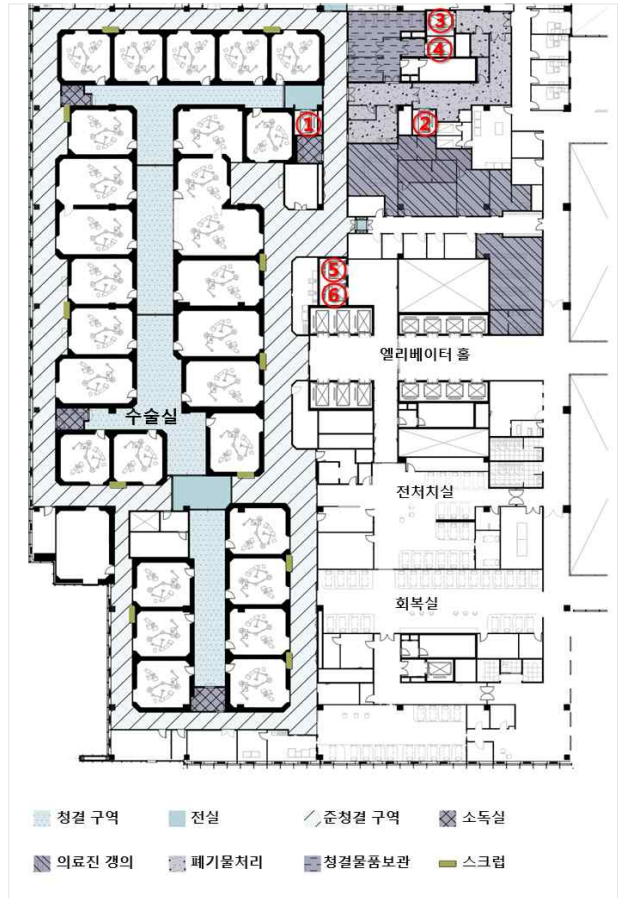 ③
④
①
②
⑤
⑥
엘리베이터 홀
수술실
전처치실
회복실
청결 구역
전실
준청결 구역
소독실
의료진 갱의
폐기물처리
청결물품보관
스크럽